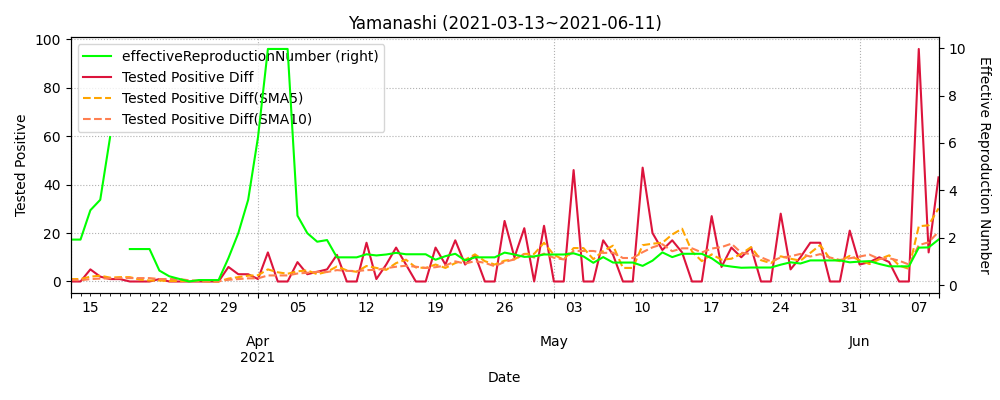 Yamanashi (2021-03-13~2021-06-11)
effectiveReproductionNumber (right)
Tested Positive Diff
Tested Positive Diff(SMA5)
Tested Positive Diff(SMA10)
Tested Positive
100
80
60
40
20
0
Effective Reproduction Number
10
8
6
4
2
0
15 22 29 05 12 19 26 03 10 17 24 31 07
Apr May Jun
2021
Date